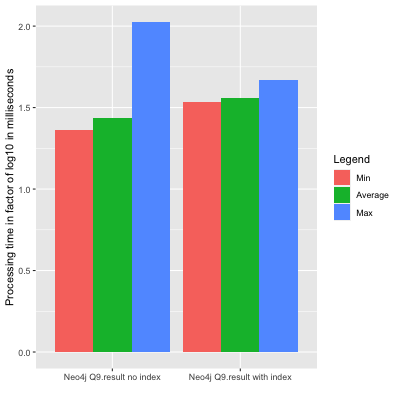 Processing time in factor of log10 in milliseconds
2.0
1.5
1.0
0.5
0.0
Neo4j Q9.result no index
Neo4j Q9.result with index
Legend
Min
Average
Max